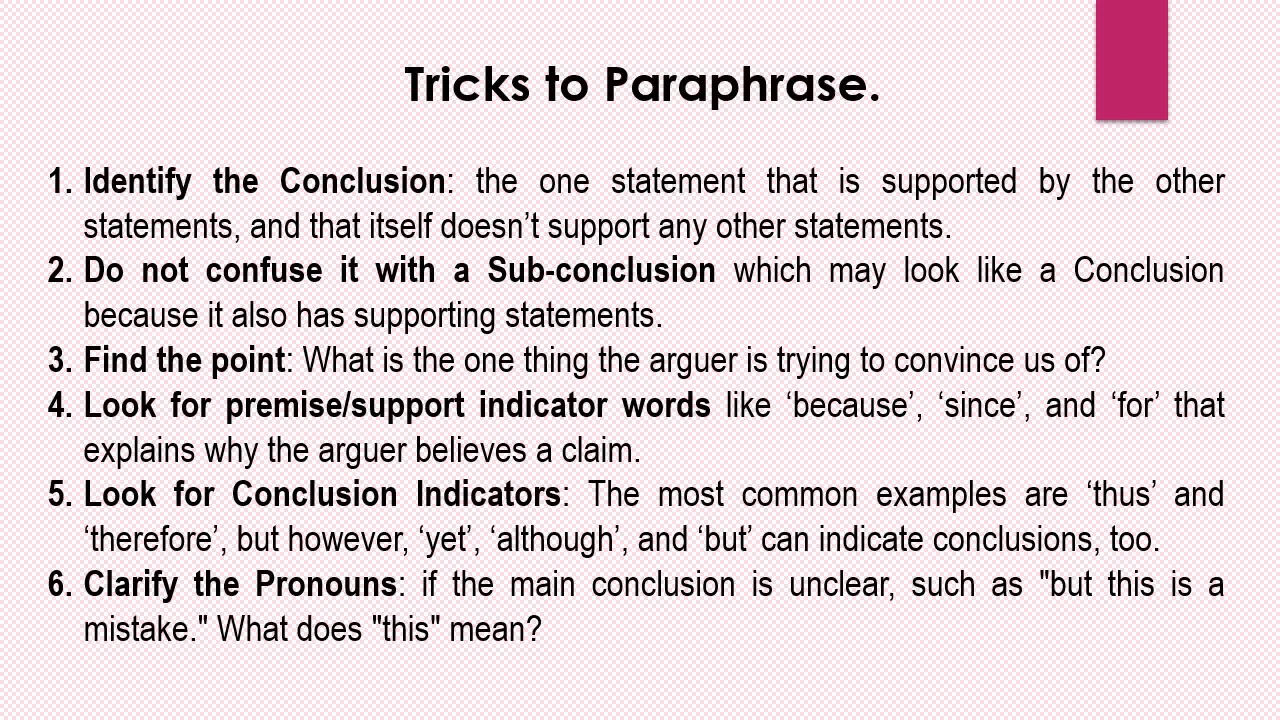 Tricks to Paraphrase.
1. Identify the Conclusion: the one statement that is supported by the other
statements, and that itself doesn’t support any other statements.
2. Do not confuse it with a Sub-conclusion which may look like a Conclusion
because it also has supporting statements.
3. Find the point: What is the one thing the arguer is trying to convince us of?
4. Look for premise/support indicator words like ‘because’, ‘since’, and ‘for’ that
explains why the arguer believes a claim.
5. Look for Conclusion Indicators: The most common examples are ‘thus’ and
‘therefore’, but however, ‘yet’, ‘although’, and ‘but’ can indicate conclusions, too.
6. Clarify the Pronouns: if the main conclusion is unclear, such as "but this is a
mistake." What does "this" mean?